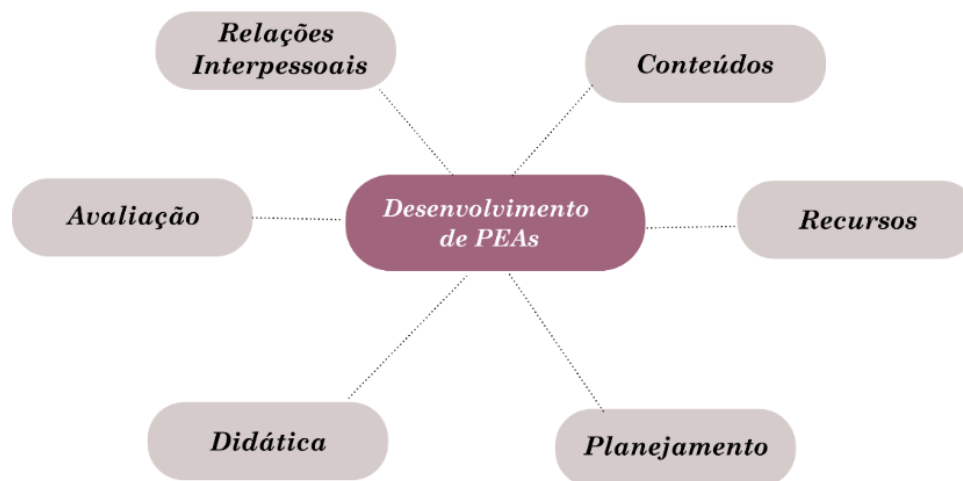 Relações
Interpessoais
Conteúdos
Avaliação
Desenvolvimento
de PEAs
Recursos
Didática
Planejamento